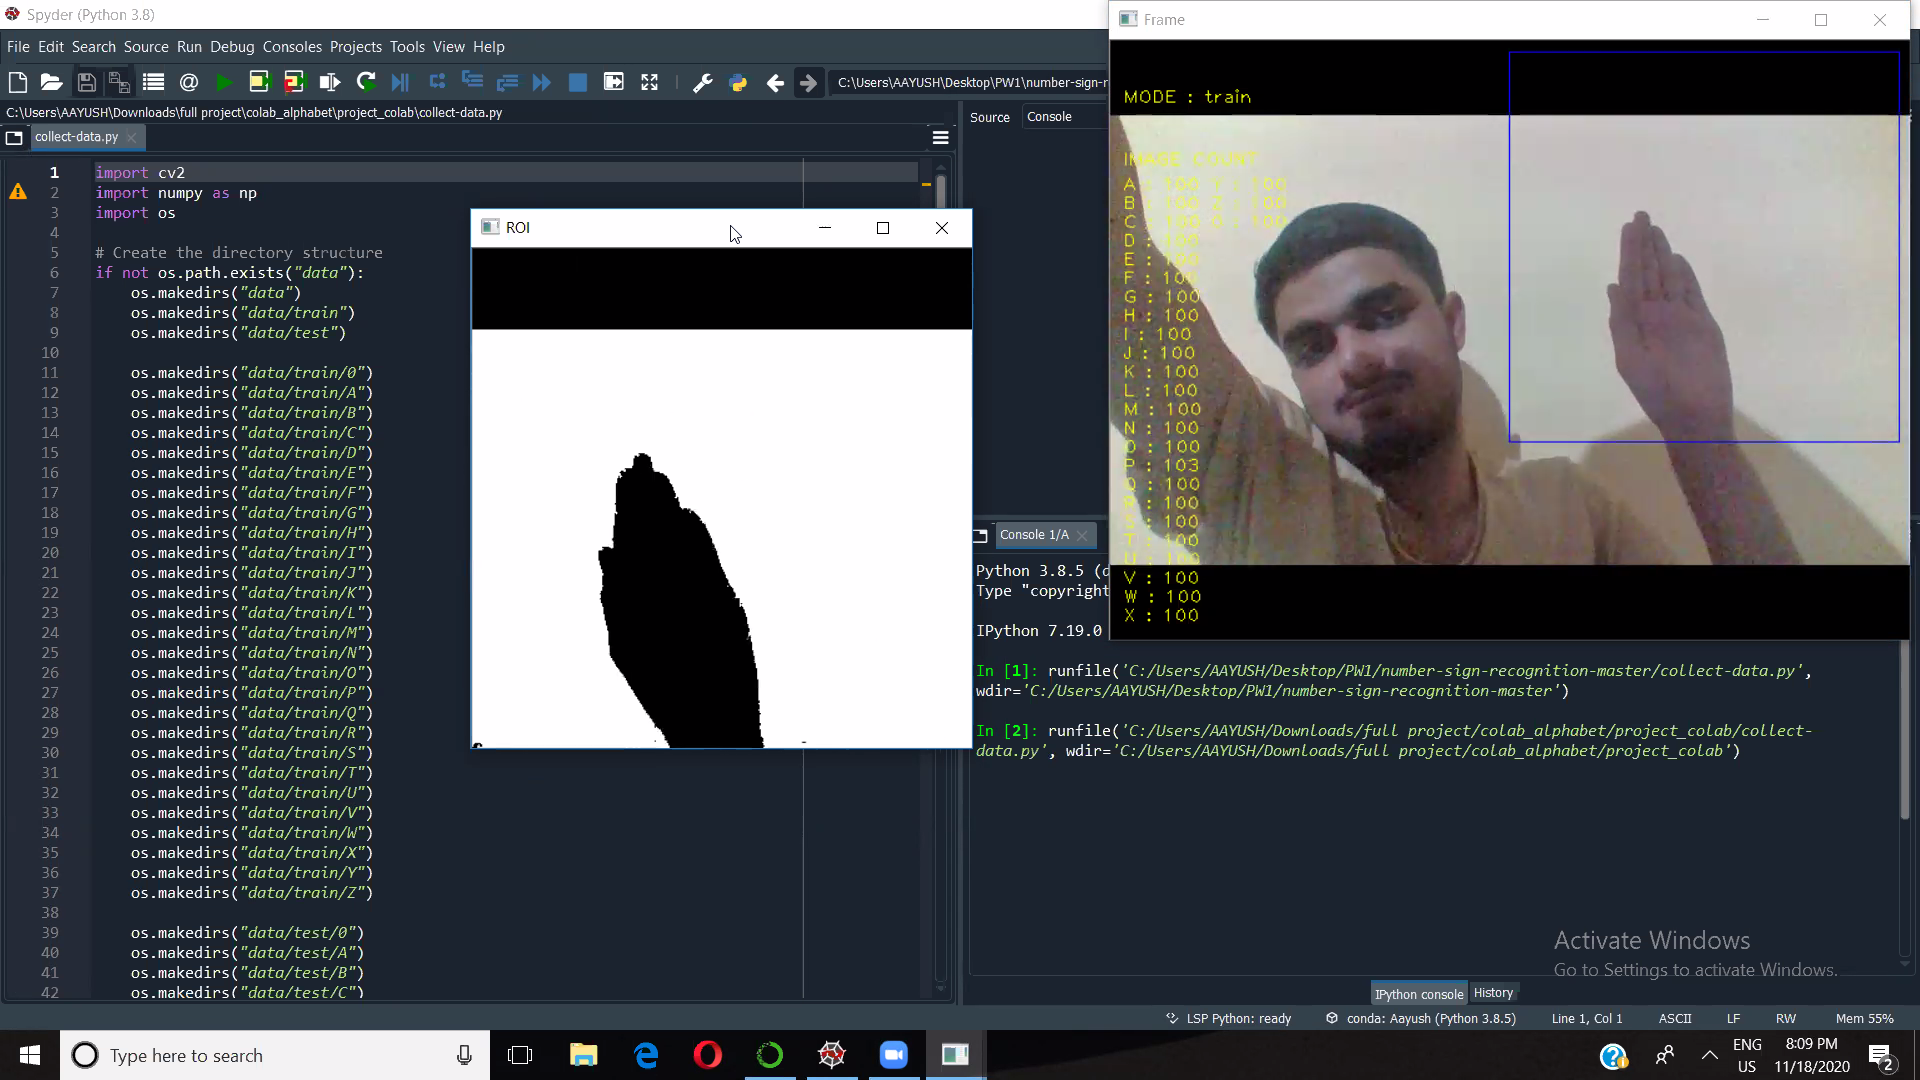 Spyder (Python 3.8)
File Edit Search Source Run Debug Consoles Projects Tools View Help
C:\Users\AAYUSH\Desktop\PW1\number-sign-r
C:\Users\AAYUSH\Downloads\full project\colab_alphabet\project_colab\collect-data.py
collect-data.py
1 import cv2
2 import numpy as np
3 import os
4
5 # Create the directory structure
6 if not os.path.exists("data"):
7 os.makedirs("data")
8 os.makedirs("data/train")
9 os.makedirs("data/test")
10
11 os.makedirs("data/train/0")
12 os.makedirs("data/train/A")
13 os.makedirs("data/train/B")
14 os.makedirs("data/train/C")
15 os.makedirs("data/train/D")
16 os.makedirs("data/train/E")
17 os.makedirs("data/train/F")
18 os.makedirs("data/train/G")
19 os.makedirs("data/train/H")
20 os.makedirs("data/train/I")
21 os.makedirs("data/train/J")
22 os.makedirs("data/train/K")
23 os.makedirs("data/train/L")
24 os.makedirs("data/train/M")
25 os.makedirs("data/train/N")
26 os.makedirs("data/train/O")
27 os.makedirs("data/train/P")
28 os.makedirs("data/train/Q")
29 os.makedirs("data/train/R")
30 os.makedirs("data/train/S")
31 os.makedirs("data/train/T")
32 os.makedirs("data/train/U")
33 os.makedirs("data/train/V")
34 os.makedirs("data/train/W")
35 os.makedirs("data/train/X")
36 os.makedirs("data/train/Y")
37 os.makedirs("data/train/Z")
38
39 os.makedirs("data/test/0")
40 os.makedirs("data/test/A")
41 os.makedirs("data/test/B")
42 os.makedirs("data/test/C")
ROI
Source Console
Frame
MODE : train
IMAGE COUNT
A : 100 Y : 100
B : 100 Z : 100
C : 100 0 : 100
D : 100
E : 100
F : 100
G : 100
H : 100
I : 100
J : 100
K : 100
L : 100
M : 100
N : 100
O : 100
P : 103
Q : 100
R : 100
S : 100
T : 100
U : 100
V : 100
W : 100
X : 100
Console 1/A
Python 3.8.5 (d
Type "copyright
IPython 7.19.0
In [1]: runfile('C:/Users/AAYUSH/Desktop/PW1/number-sign-recognition-master/collect-data.py',
wdir='C:/Users/AAYUSH/Desktop/PW1/number-sign-recognition-master')
In [2]: runfile('C:/Users/AAYUSH/Downloads/full project/colab_alphabet/project_colab/collect-
data.py', wdir='C:/Users/AAYUSH/Downloads/full project/colab_alphabet/project_colab')
Activate Windows
Go to Settings to activate Windows.
IPython console History
LSP Python: ready conda: Aayush (Python 3.8.5) Line 1, Col 1 ASCII LF RW Mem 55%
Type here to search
ENG
US
8:09 PM
11/18/2020
2